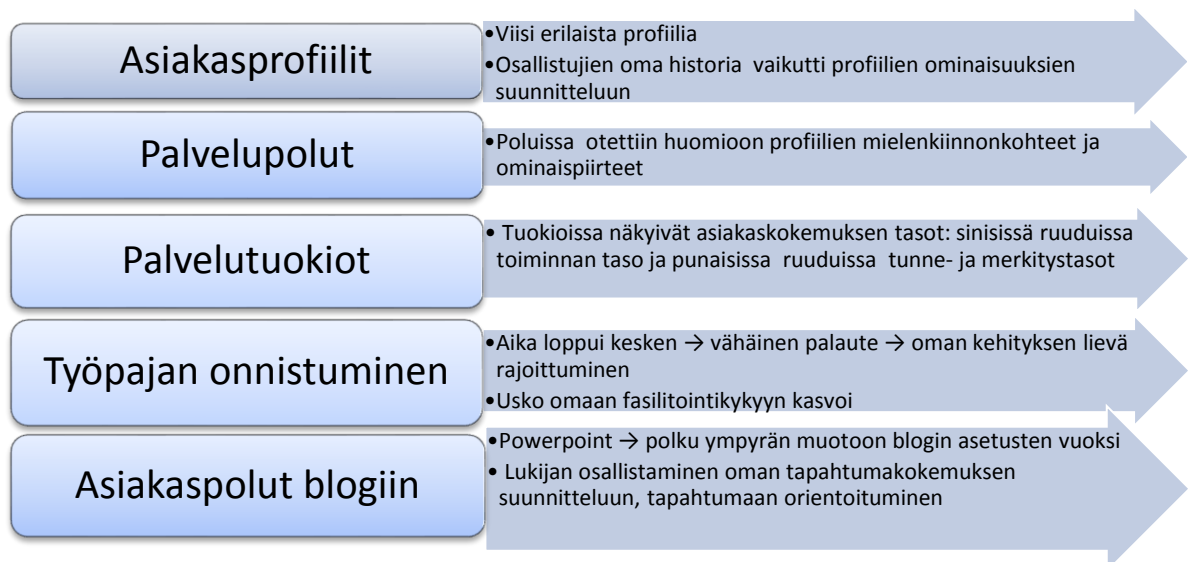 Asiakasprofiilit
•Viisi erilaista profiilia
•Osallistujien oma historia vaikutti profiilien ominaisuuksien
suunnitteluun
Palvelupolut
•Poluissa otettiin huomioon profiilien mielenkiinnonkohteet ja
ominaispiirteet
Palvelutuokiot
• Tuokioissa näkyivät asiakaskokemuksen tasot: sinisissä ruuduissa
toiminnan taso ja punaisissa ruuduissa tunne- ja merkitystasot
Työpajan onnistuminen
•Aika loppui kesken → vähäinen palaute → oman kehityksen lievä
rajoittuminen
•Usko omaan fasilitointikykyyn kasvoi
Asiakaspolut blogiin
•Powerpoint → polku ympyrän muotoon blogin asetusten vuoksi
• Lukijan osallistaminen oman tapahtumakokemuksen
suunnitteluun, tapahtumaan orientoituminen